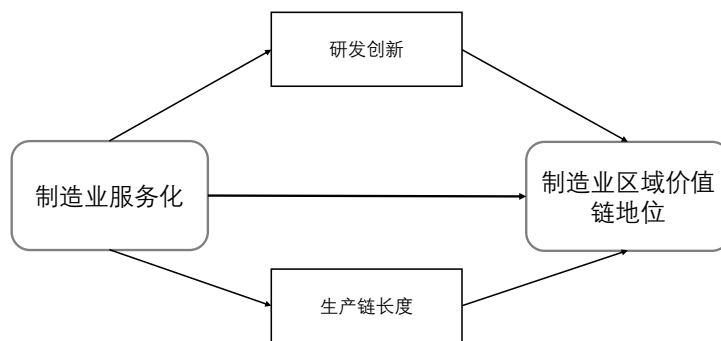 研发创新
制造业服务化
制造业区域价值
链地位
生产链长度